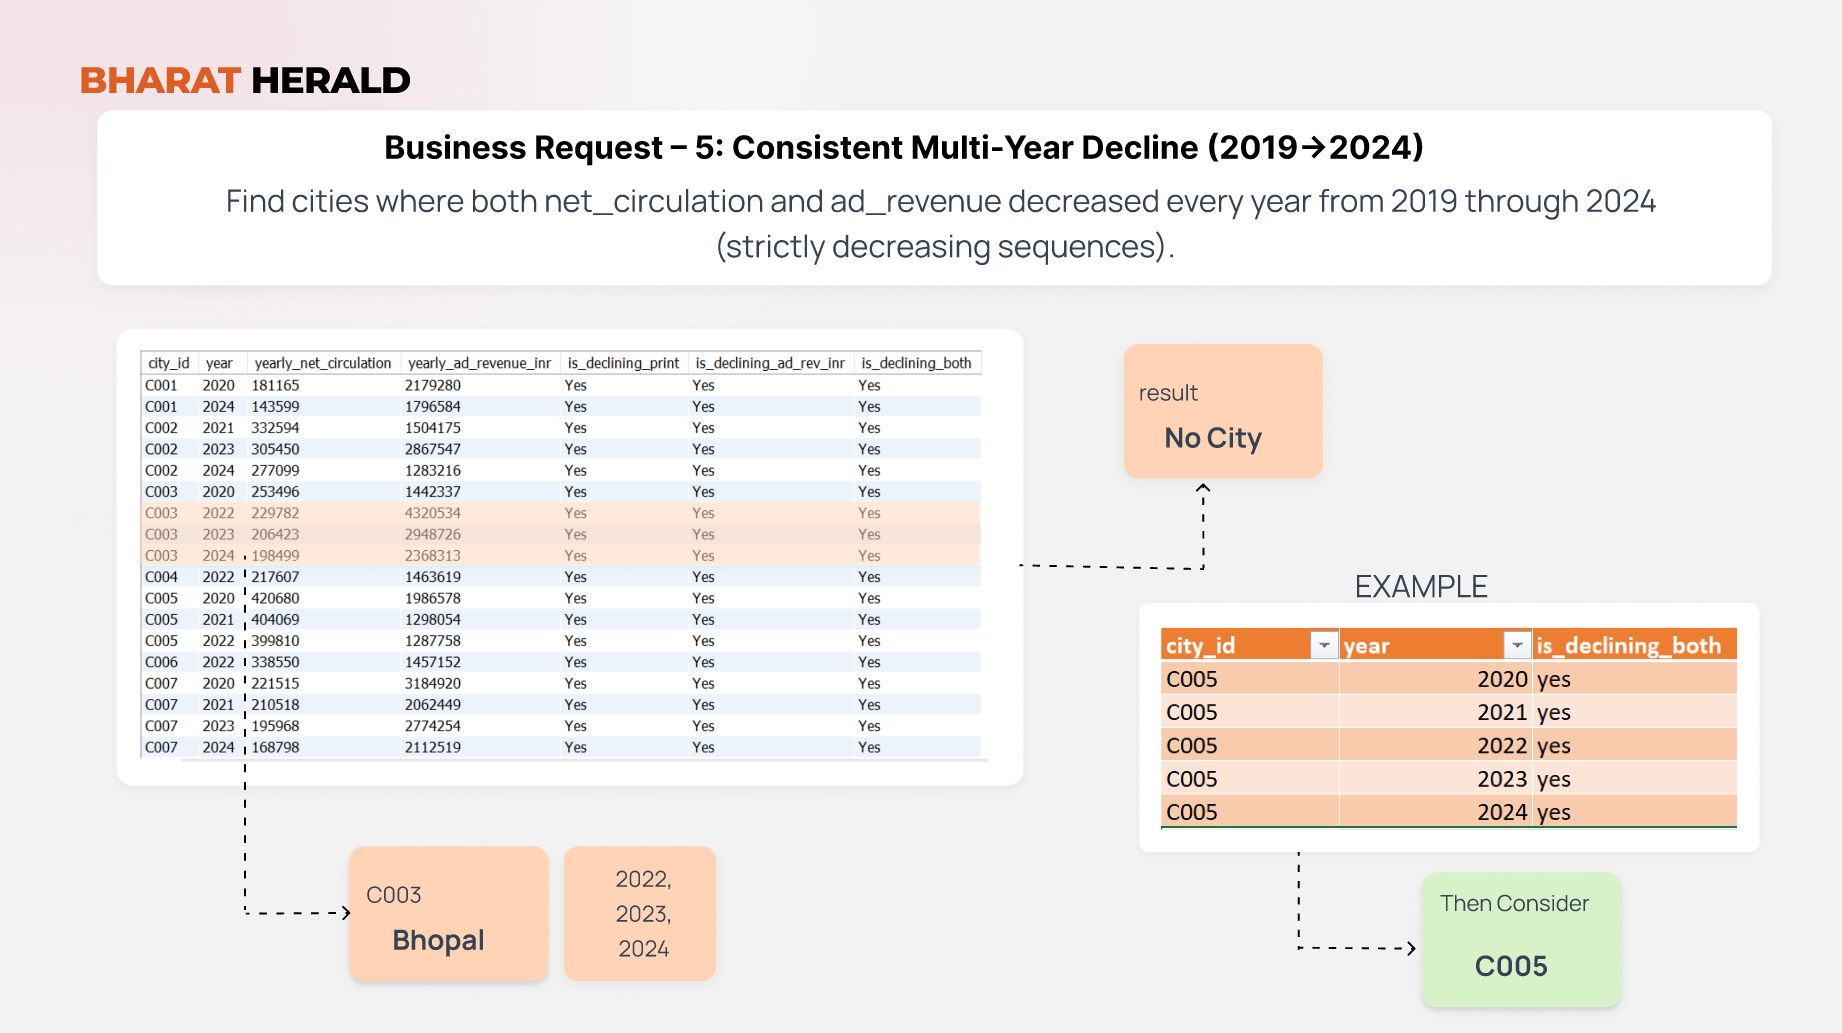 BHARAT HERALD
Business Request – 5: Consistent Multi-Year Decline (2019→2024)
Find cities where both net_circulation and ad_revenue decreased every year from 2019 through 2024
(strictly decreasing sequences).
city_id year yearly_net_circulation yearly_ad_revenue_inr is_declining_print is_declining_ad_rev_inr is_declining_both
C001 2020 181165 2179280 Yes Yes Yes
C001 2024 143599 1796584 Yes Yes Yes
C002 2021 332594 1504175 Yes Yes Yes
C002 2023 305450 2867547 Yes Yes Yes
C002 2024 277099 1283216 Yes Yes Yes
C003 2020 253496 1442337 Yes Yes Yes
C003 2022 229782 4320534 Yes Yes Yes
C003 2023 206423 2948726 Yes Yes Yes
C003 2024 198499 2368313 Yes Yes Yes
C004 2022 217607 1463619 Yes Yes Yes
C005 2020 420680 1986578 Yes Yes Yes
C005 2021 404069 1298054 Yes Yes Yes
C005 2022 399810 1287758 Yes Yes Yes
C006 2022 338550 1457152 Yes Yes Yes
C007 2020 221515 3184920 Yes Yes Yes
C007 2021 210518 2062449 Yes Yes Yes
C007 2023 195968 2774254 Yes Yes Yes
C007 2024 168798 2112519 Yes Yes Yes
result
No City
EXAMPLE
city_id year is_declining_both
C005 2020 yes
C005 2021 yes
C005 2022 yes
C005 2023 yes
C005 2024 yes
C003
Bhopal
2022,
2023,
2024
Then Consider
C005